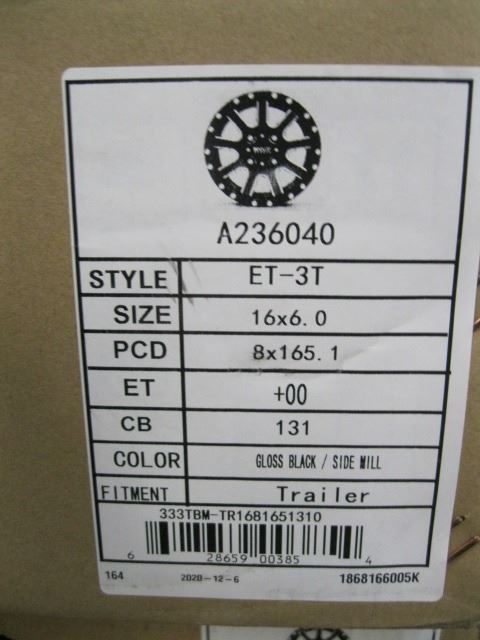 A236040
STYLE ET-3T
SIZE 16x6.0
PCD 8x165.1
ET +00
CB 131
COLOR GLOSS BLACK / SIDE MILL
FITMENT Trailer
333TBM-TR1681651310
6 28659 00385 4
164 2020-12-6 1868166005K